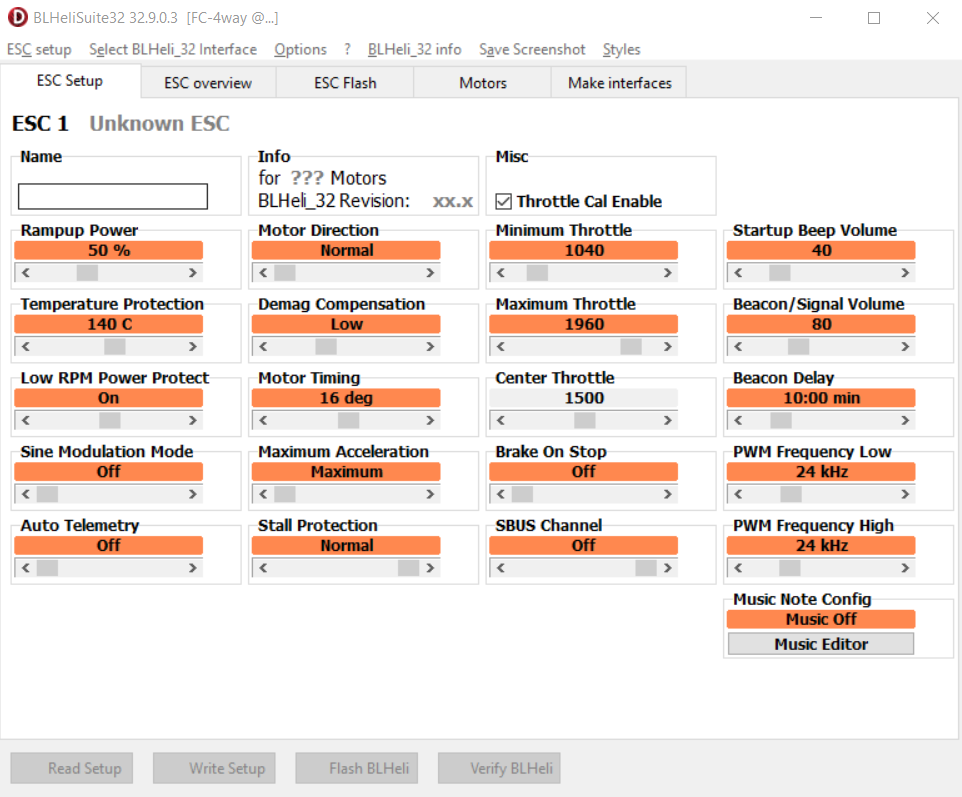 BLHeliSuite32 32.9.0.3 [FC-4way @...]
ESC setup Select BLHeli_32 Interface Options ? BLHeli_32 info Save Screenshot Styles
ESC Setup ESC overview ESC Flash Motors Make interfaces
ESC 1 Unknown ESC
Name
Info
for ??? Motors
BLHeli_32 Revision: xx.x
Misc
Throttle Cal Enable
Rampup Power
50 %
Motor Direction
Normal
Minimum Throttle
1040
Startup Beep Volume
40
Temperature Protection
140 C
Demag Compensation
Low
Maximum Throttle
1960
Beacon/Signal Volume
80
Low RPM Power Protect
On
Motor Timing
16 deg
Center Throttle
1500
Beacon Delay
10:00 min
Sine Modulation Mode
Off
Maximum Acceleration
Maximum
Brake On Stop
Off
PWM Frequency Low
24 kHz
Auto Telemetry
Off
Stall Protection
Normal
SBUS Channel
Off
PWM Frequency High
24 kHz
Music Note Config
Music Off
Music Editor
Read Setup Write Setup Flash BLHeli Verify BLHeli